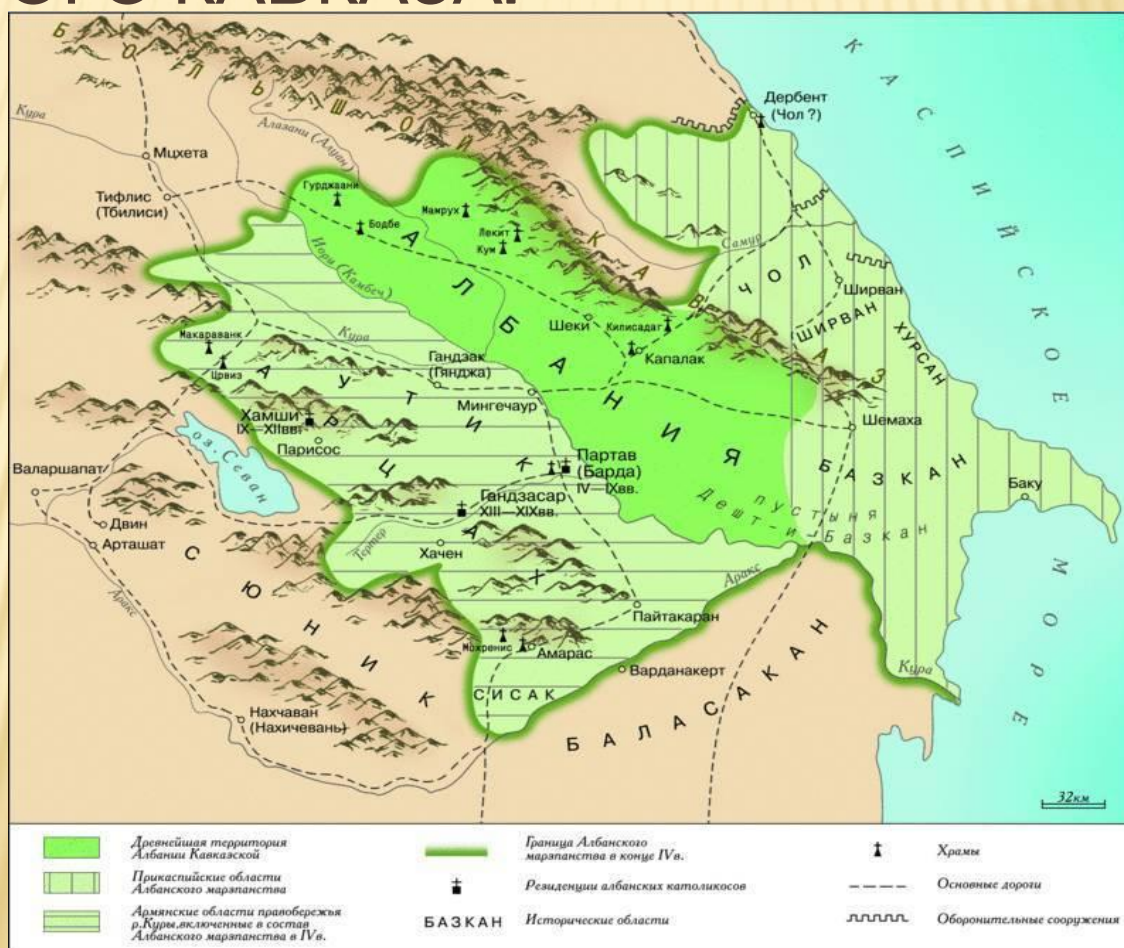 БОЛЬШОЙ КАВКАЗ
КАСПИЙСКОЕ МОРЕ
Дербент
(Чол ?)
Кура
Алазани (Алуан)
Мцхета
Тифлис
(Тбилиси)
Гурджаани
Бодбе
Мамрух
Лекит
Кум
Иори (Камбеч)
АЛБАНИЯ
Самур
ЧОЛ
Ширван
ШИРВАН
ХУРСАН
Шеки
Килисадаг
Капалак
Макараванк
Црвиз
Кура
Гандзак
(Гянджа)
Мингечаур
УТИК
Шемаха
Хамши
IX—XIIвв.
Парисос
оз. Севан
АРЦАХ
Партав
(Барда)
IV—IXвв.
БАЗКАН
Баку
пустыня
Дешт-и-Базкан
Валаршапат
Двин
Арташат
Гандзасар
XIII—XIXвв.
Тертер
Хачен
СЮНИК
Аракс
Аракс
Пайтакаран
Мохренис
Амарас
Варданакерт
СИСАК
БАЛАСАКАН
Кура
Нахчаван
(Нахичевань)
32км
Древнейшая территория
Албании Кавказской
Прикаспийские области
Албанского марзпанства
Армянские области правобережья
р.Куры,включенные в состав
Албанского марзпанства в IVв.
Граница Албанского
марзпанства в конце IVв.
Резиденции албанских католикосов
БАЗКАН Исторические области
Храмы
Основные дороги
Оборонительные сооружения